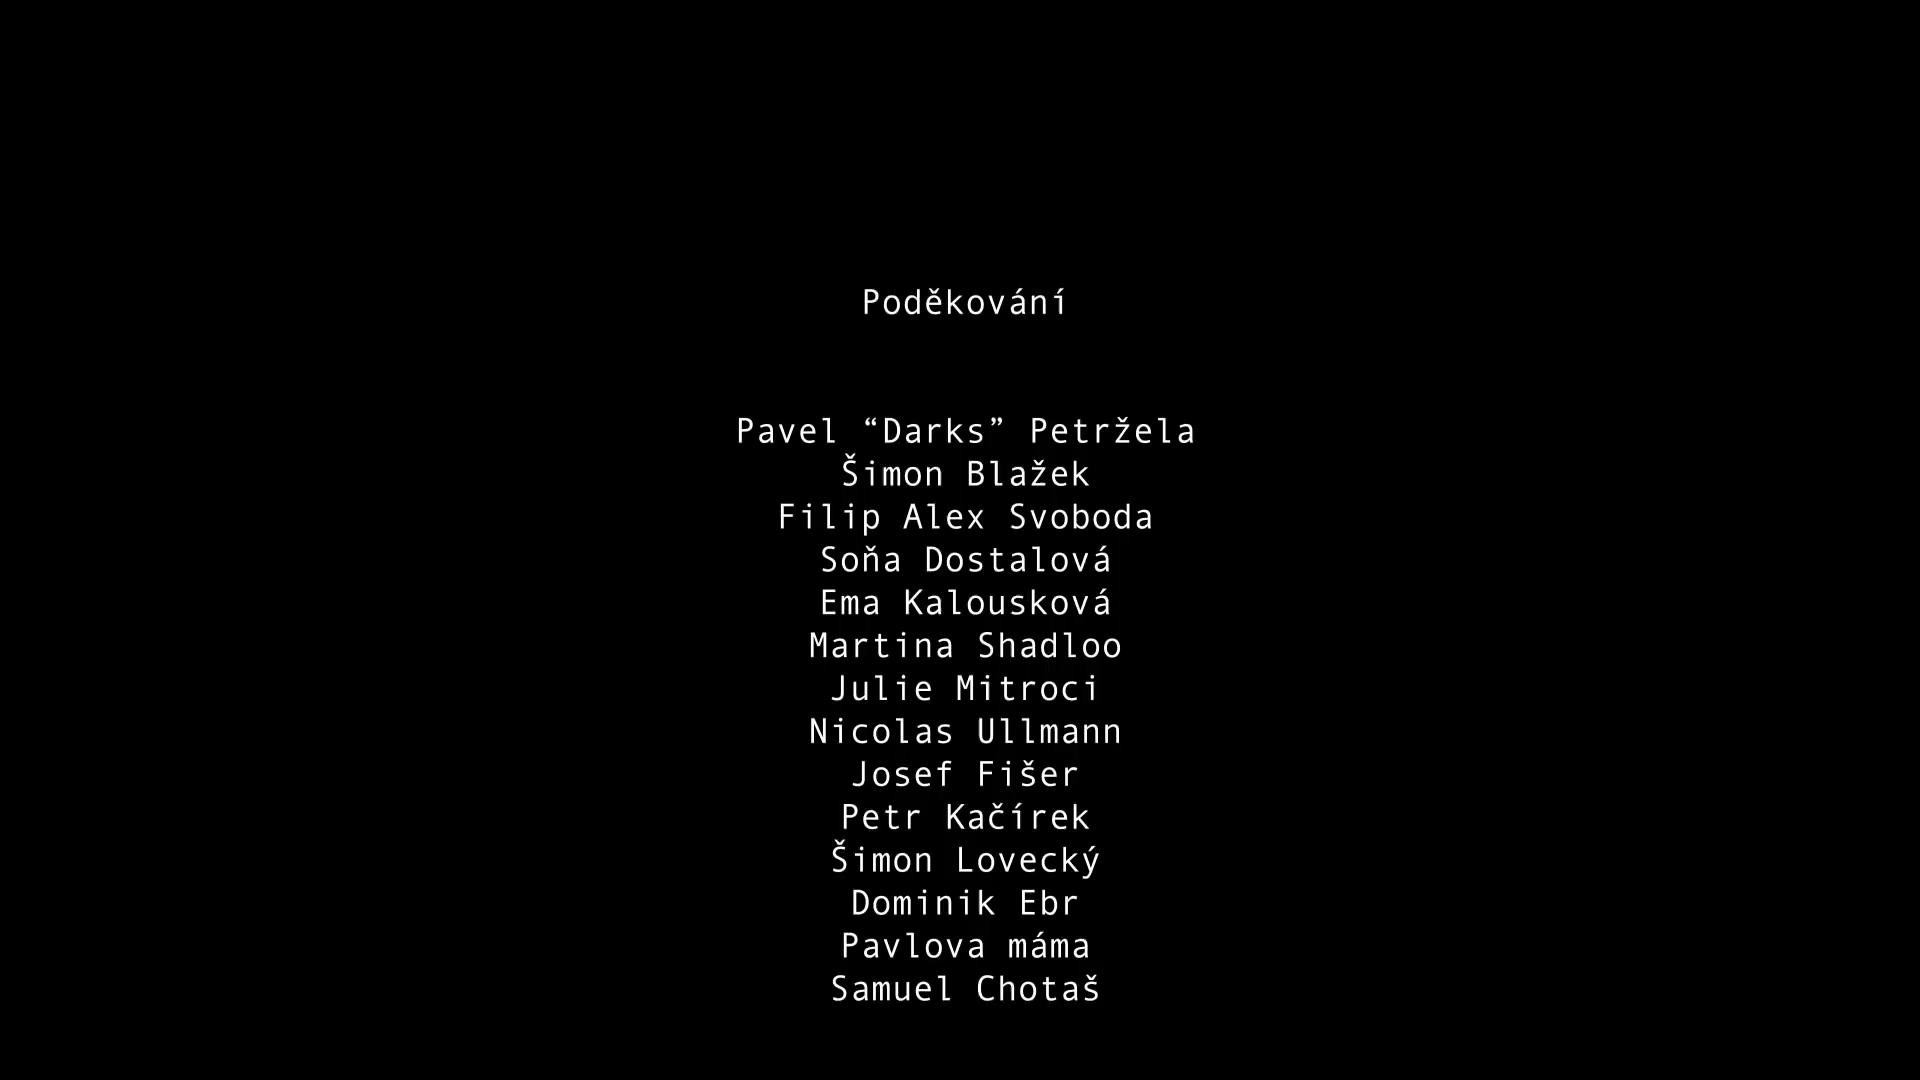 Poděkování
Pavel “Darks” Petržela
Šimon Blažek
Filip Alex Svoboda
Soňa Dostalová
Ema Kalousková
Martina Shadloo
Julie Mitroci
Nicolas Ullmann
Josef Fišer
Petr Kačírek
Šimon Lovecký
Dominik Ebr
Pavlova máma
Samuel Chotaš